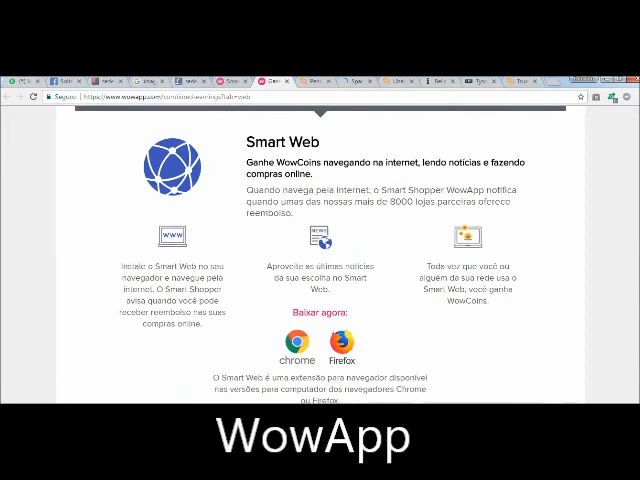 Seguro
https://www.wowapp.com/combined-earnings?tab=web
Smart Web
Ganhe WowCoins navegando na internet, lendo notícias e fazendo
compras online.
Quando navega pela internet, o Smart Shopper WowApp notifica
quando umas das nossas mais de 8000 lojas parceiras oferece
reembolso.
WWW
Instale o Smart Web no seu
navegador e navegue pela
internet. O Smart Shopper
avisa quando você pode
receber reembolso nas suas
compras online.
NEWS
Aproveite as últimas notícias
da sua escolha no Smart
Web.
Toda vez que você ou
alguém da sua rede usa o
Smart Web, você ganha
WowCoins.
Baixar agora:
chrome
Firefox
O Smart Web é uma extensão para navegador disponível
nas versões para computador dos navegadores Chrome
ou Firefox.
WowApp